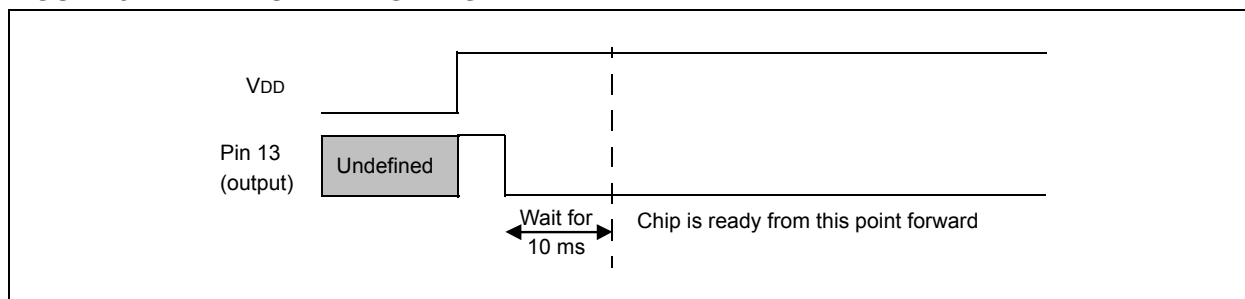 VDD
Pin 13
(output)
Undefined
Wait for
10 ms
Chip is ready from this point forward